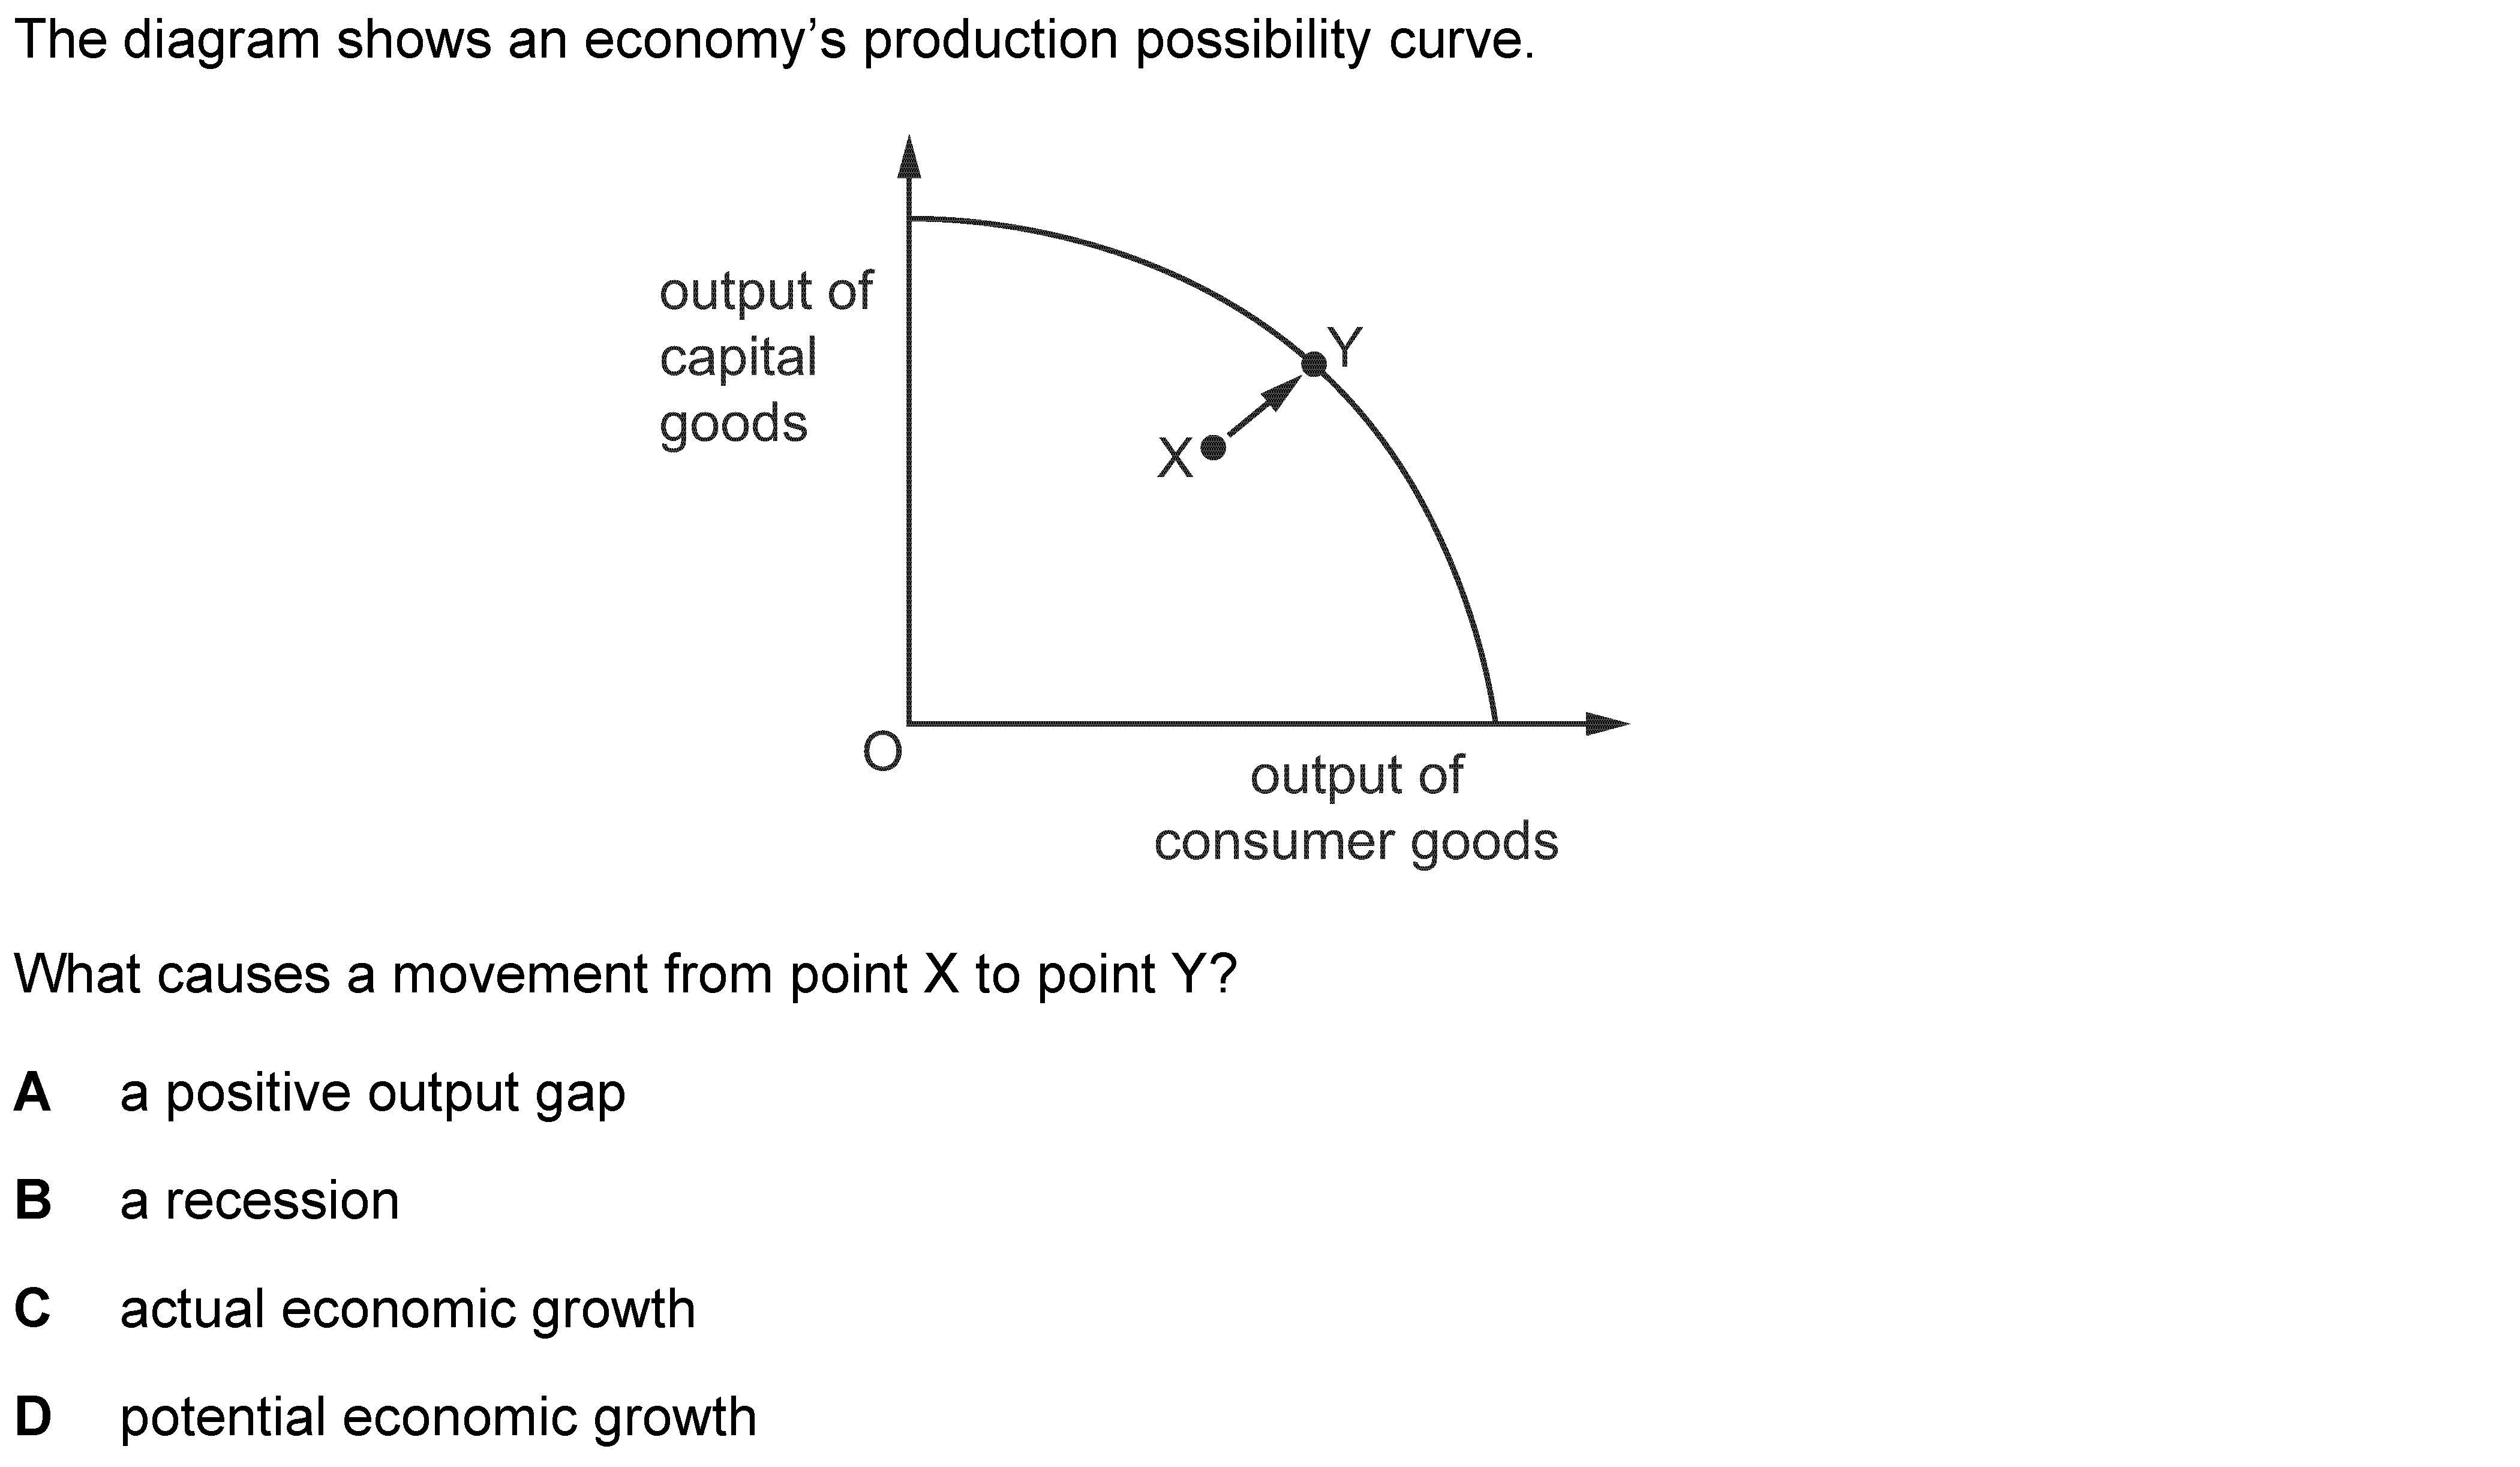 The diagram shows an economy’s production possibility curve.
output of
capital
goods
Y
X
O
output of
consumer goods
What causes a movement from point X to point Y?
A a positive output gap
B a recession
C actual economic growth
D potential economic growth